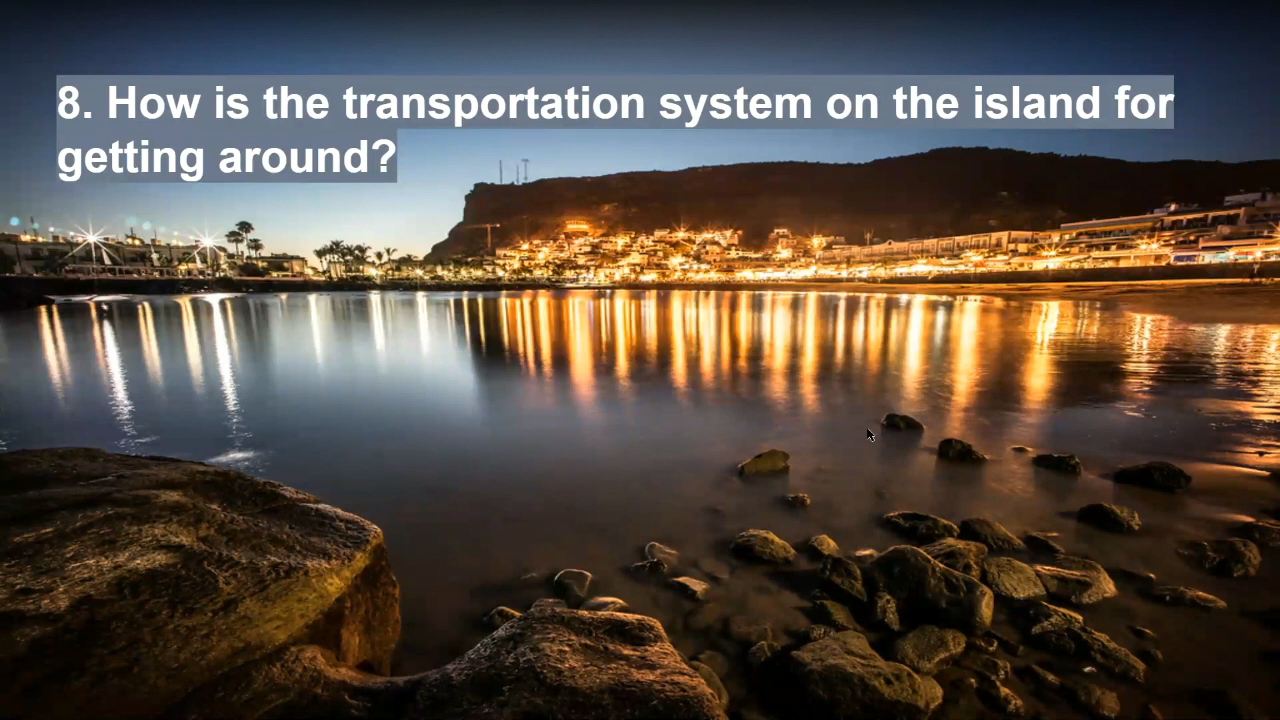 8. How is the transportation system on the island for
getting around?